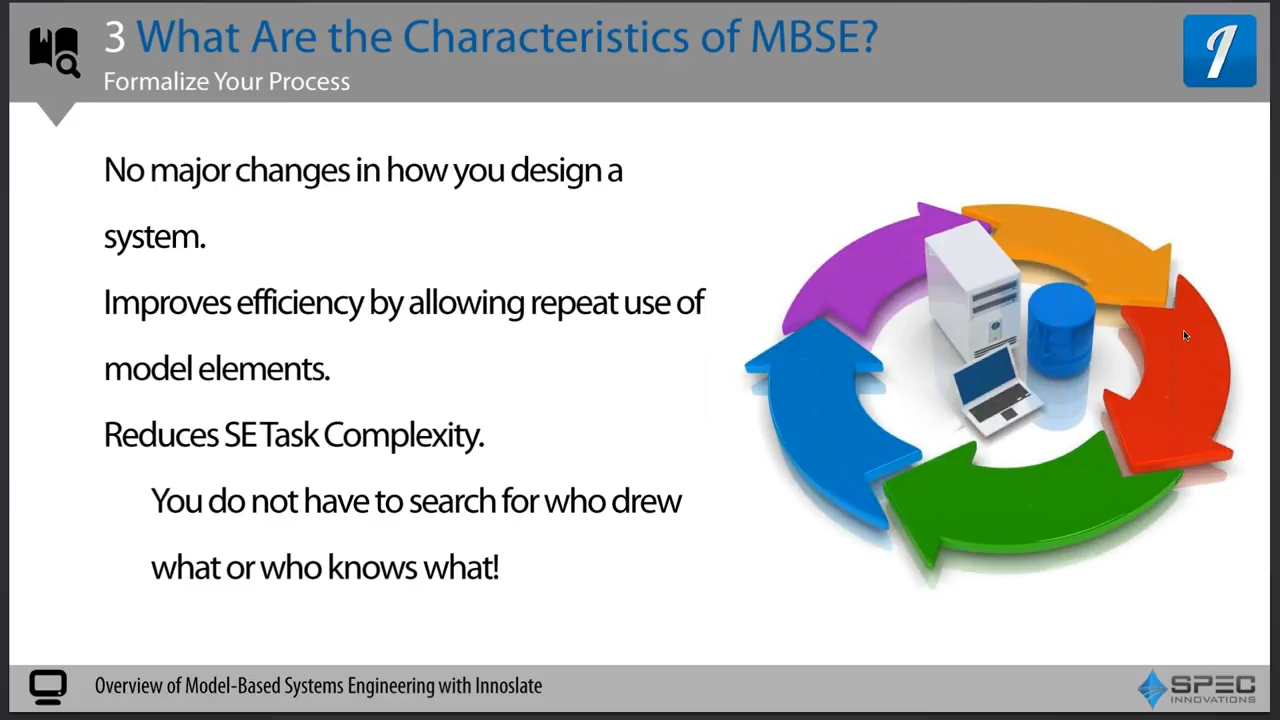 3 What Are the Characteristics of MBSE?
Formalize Your Process
No major changes in how you design a
system.
Improves efficiency by allowing repeat use of
model elements.
Reduces SE Task Complexity.
You do not have to search for who drew
what or who knows what!
Overview of Model-Based Systems Engineering with Innoslate
SPEC
INNOVATIONS